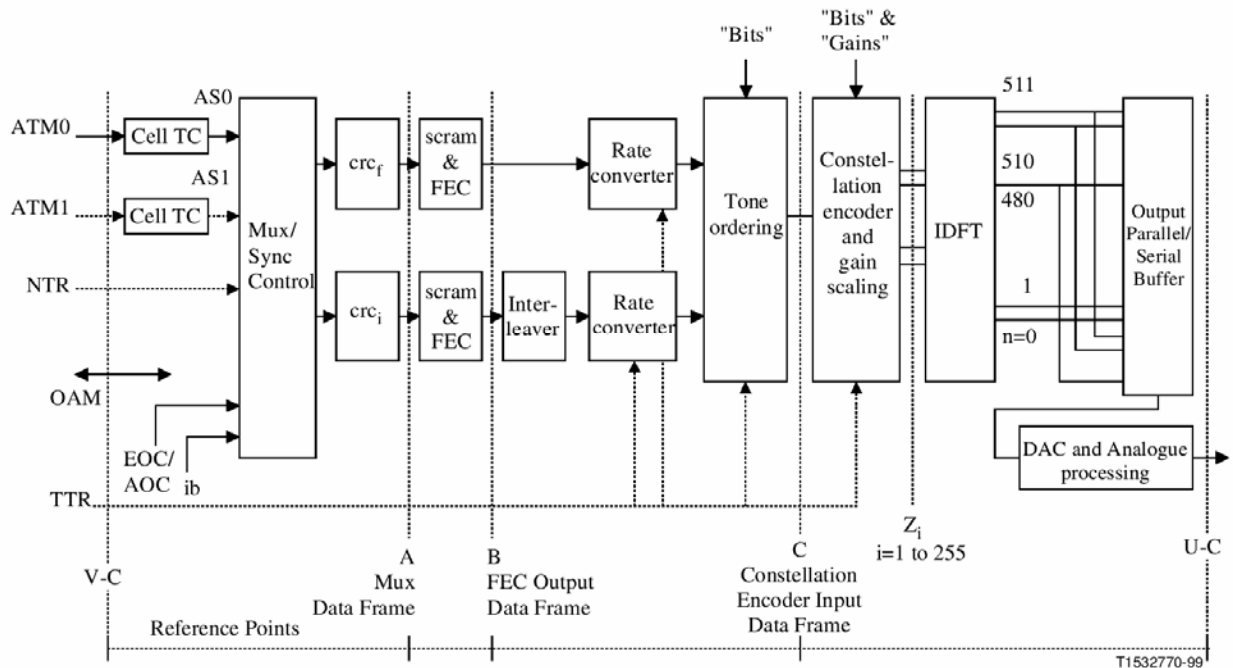 "Bits"
"Bits" &
"Gains"
ATM0
Cell TC
AS0
ATM1
Cell TC
AS1
NTR
OAM
EOC/
AOC
ib
TTR
Mux/
Sync
Control
crcf
scram
&
FEC
Rate
converter
crci
scram
&
FEC
Inter-
leaver
Rate
converter
Tone
ordering
Constel-
lation
encoder
and
gain
scaling
IDFT
511
510
480
1
n=0
Output
Parallel/
Serial
Buffer
DAC and Analogue
processing
V-C
A
Mux
Data Frame
B
FEC Output
Data Frame
C
Constellation
Encoder Input
Data Frame
Zi
i=1 to 255
U-C
Reference Points
T1532770-99